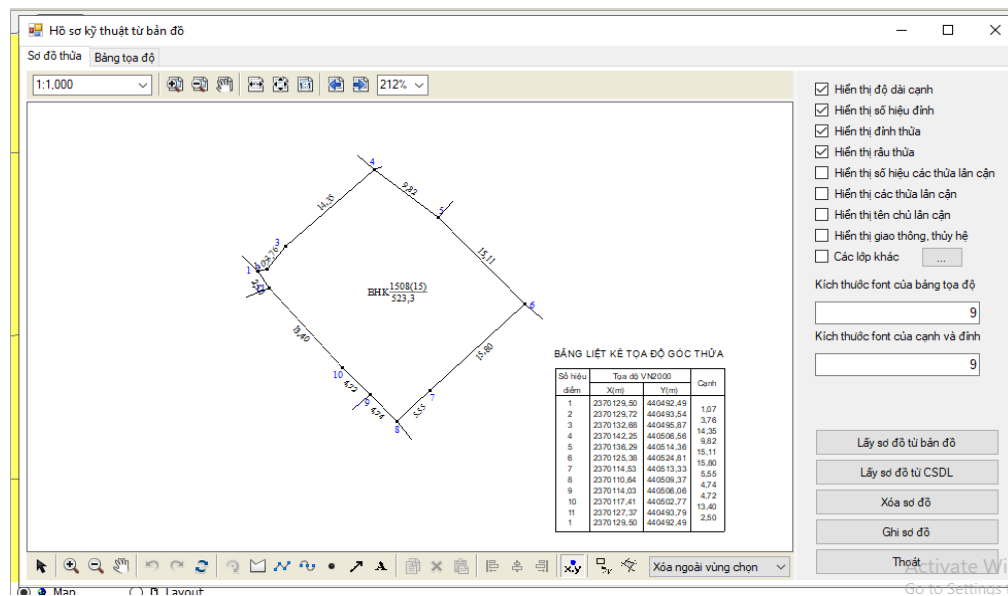 Hồ sơ kỹ thuật từ bản đồ
Sơ đồ thửa Bảng tọa độ
1:1,000 212%
Hiển thị độ dài cạnh
Hiển thị số hiệu đỉnh
Hiển thị đỉnh thửa
Hiển thị râu thửa
Hiển thị số hiệu các thửa lân cận
Hiển thị các thửa lân cận
Hiển thị tên chủ lân cận
Hiển thị giao thông, thủy hệ
Các lớp khác ...
Kích thước font của bảng tọa độ
9
Kích thước font của cạnh và đỉnh
9
4
9,82
5
14,35
3
3,76
1
15,11
BHK 1508(15)
523,3
6
13,40
15,80
10
4,72
9
4,74
7
5,55
8
BẢNG LIỆT KÊ TỌA ĐỘ GÓC THỬA
Số hiệu điểm Tọa độ VN2000 Cạnh
X(m) Y(m)
1 2370129,50 440492,49
1,07
2 2370129,72 440493,54
3,76
3 2370132,68 440495,87
14,35
4 2370142,25 440506,56
9,82
5 2370136,29 440514,36
15,11
6 2370125,38 440524,81
15,80
7 2370114,53 440513,33
5,55
8 2370110,64 440509,37
4,74
9 2370114,03 440506,06
4,72
10 2370117,41 440502,77
13,40
11 2370127,37 440493,79
2,50
1 2370129,50 440492,49
Lấy sơ đồ từ bản đồ
Lấy sơ đồ từ CSDL
Xóa sơ đồ
Ghi sơ đồ
Thoát
A x,y Xóa ngoài vùng chọn
Activate Wi
Go to Settings
Map Layout